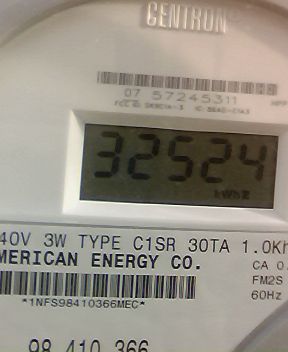 CENTRON
07 57245311
32524
kWh
40V 3W TYPE C1SR 30TA 1.0Kh
MERICAN ENERGY CO.
CA 0.
FM2S
60Hz
*1NFS98410366MEC*
98 410 366